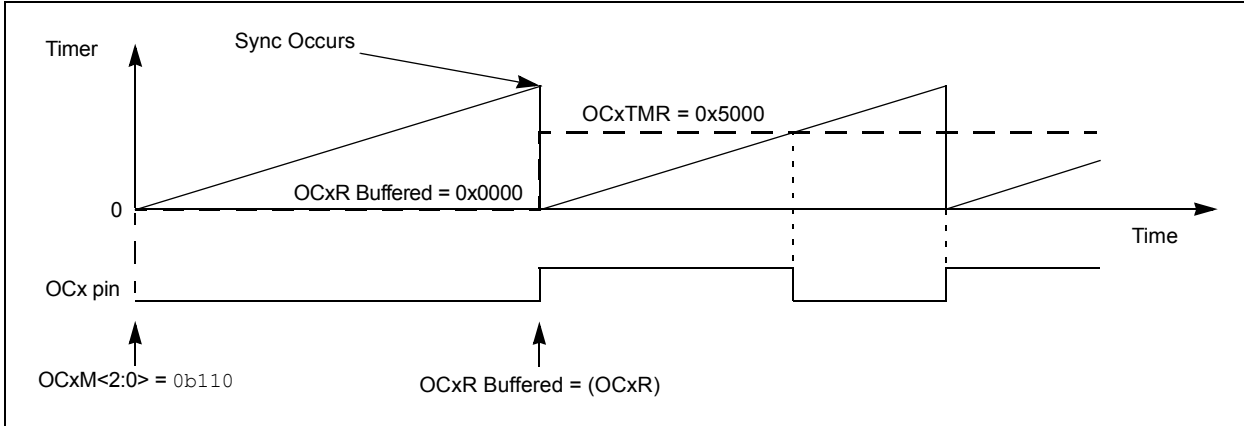 Sync Occurs
Timer
OCxTMR = 0x5000
OCxR Buffered = 0x0000
0
Time
OCx pin
OCxM<2:0> = 0b110
OCxR Buffered = (OCxR)